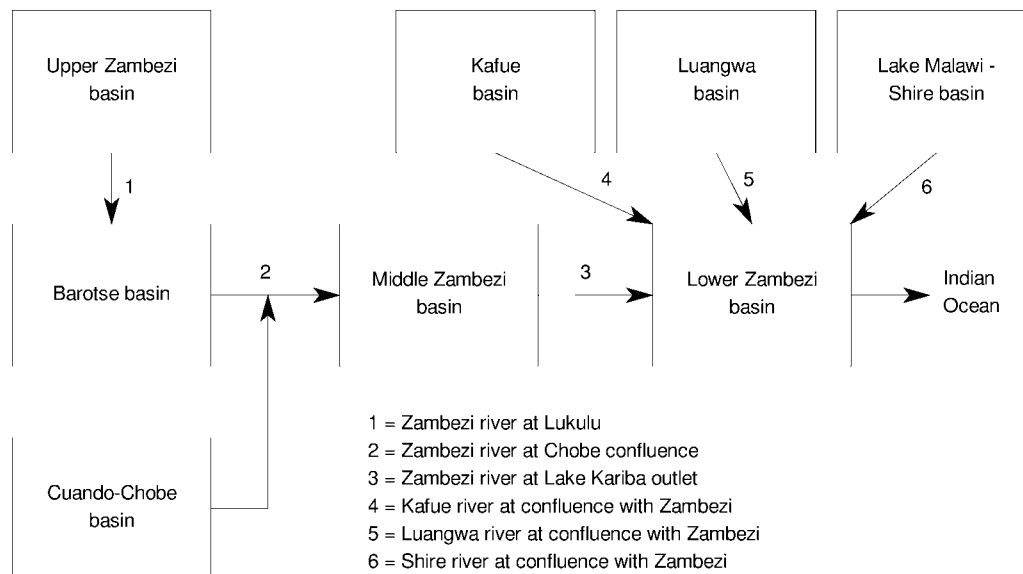 Upper Zambezi
basin
Kafue
basin
Luangwa
basin
Lake Malawi -
Shire basin
1
4
5
6
Barotse basin
2
Middle Zambezi
basin
3
Lower Zambezi
basin
Indian
Ocean
Cuando-Chobe
basin
1 = Zambezi river at Lukulu
2 = Zambezi river at Chobe confluence
3 = Zambezi river at Lake Kariba outlet
4 = Kafue river at confluence with Zambezi
5 = Luangwa river at confluence with Zambezi
6 = Shire river at confluence with Zambezi